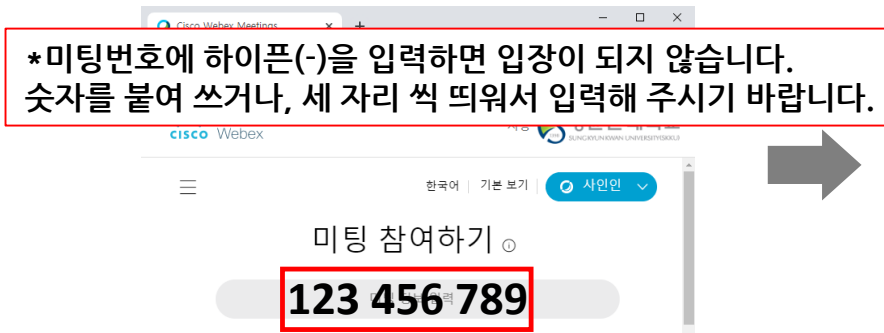 Cisco Webex Meetings
*미팅번호에 하이픈(-)을 입력하면 입장이 되지 않습니다.
숫자를 붙여 쓰거나, 세 자리 씩 띄워서 입력해 주시기 바랍니다.
cisco Webex
SUNGKYUNKWAN UNIVERSITY(SKKU)
한국어 기본 보기 사인인
미팅 참여하기
123 456 789